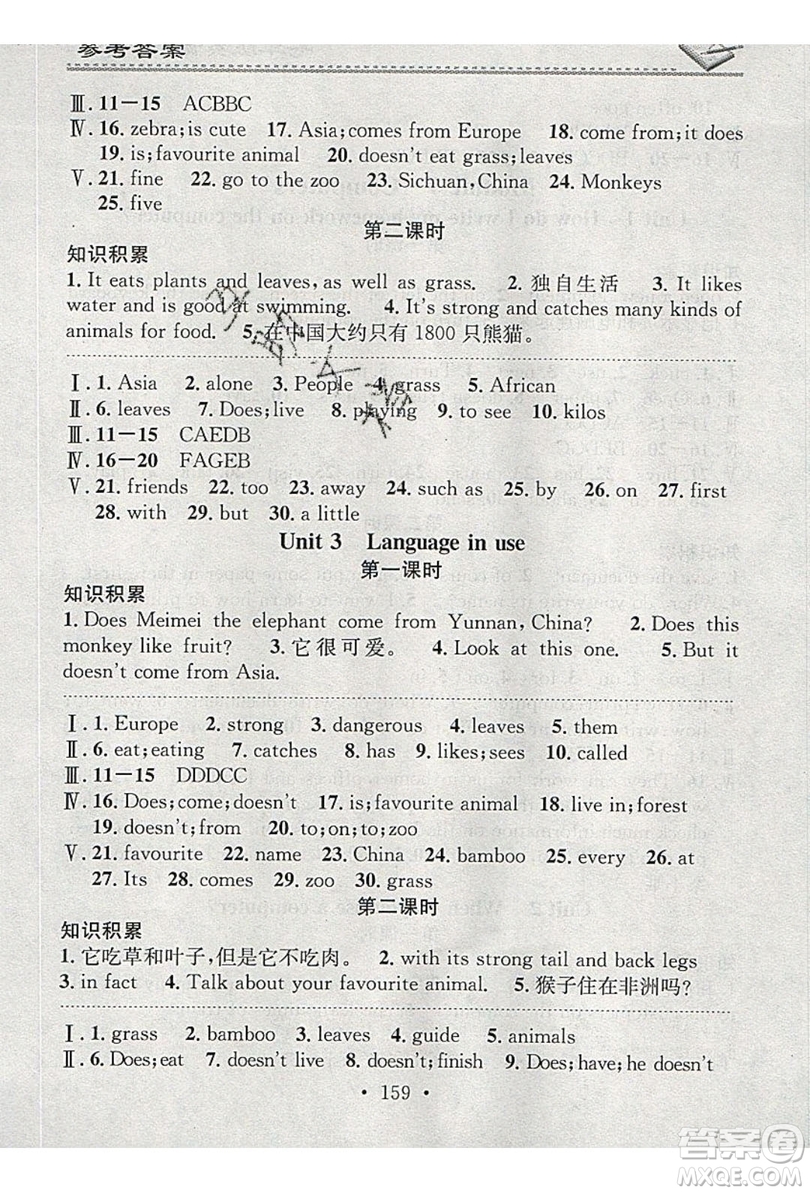 参考答案
Ⅲ. 11－15 ACBBC
Ⅳ. 16. zebra;is cute 17. Asia;comes from Europe 18. come from;it does
19. is;favourite animal 20. doesn't eat grass;leaves
Ⅴ. 21. fine 22. go to the zoo 23. Sichuan,China 24. Monkeys
25. five
第二课时
知识积累
1. It eats plants and leaves, as well as grass. 2. 独自生活 3. It likes
water and is good at swimming. 4. It's strong and catches many kinds of
animals for food. 5. 在中国大约只有 1800 只熊猫。
Ⅰ. 1. Asia 2. alone 3. People 4. grass 5. African
Ⅱ. 6. leaves 7. Does;live 8. playing 9. to see 10. kilos
Ⅲ. 11－15 CAEDB
Ⅳ. 16－20 FAGEB
Ⅴ. 21. friends 22. too 23. away 24. such as 25. by 26. on 27. first
28. with 29. but 30. a little
Unit 3 Language in use
第一课时
知识积累
1. Does Meimei the elephant come from Yunnan, China? 2. Does this
monkey like fruit? 3. 它很可爱。 4. Look at this one. 5. But it
doesn't come from Asia.
Ⅰ. 1. Europe 2. strong 3. dangerous 4. leaves 5. them
Ⅱ. 6. eat;eating 7. catches 8. has 9. likes;sees 10. called
Ⅲ. 11－15 DDDCC
Ⅳ. 16. Does;come;doesn't 17. is;favourite animal 18. live in;forest
19. doesn't;from 20. to;on;to;zoo
Ⅴ. 21. favourite 22. name 23. China 24. bamboo 25. every 26. at
27. Its 28. comes 29. zoo 30. grass
第二课时
知识积累
1. 它吃草和叶子,但是它不吃肉。 2. with its strong tail and back legs
3. in fact 4. Talk about your favourite animal. 5. 猴子住在非洲吗?
Ⅰ. 1. grass 2. bamboo 3. leaves 4. guide 5. animals
Ⅱ. 6. Does;eat 7. doesn't live 8. doesn't;finish 9. Does;have;he doesn't
· 159 ·
答案圈
MXQE.COM